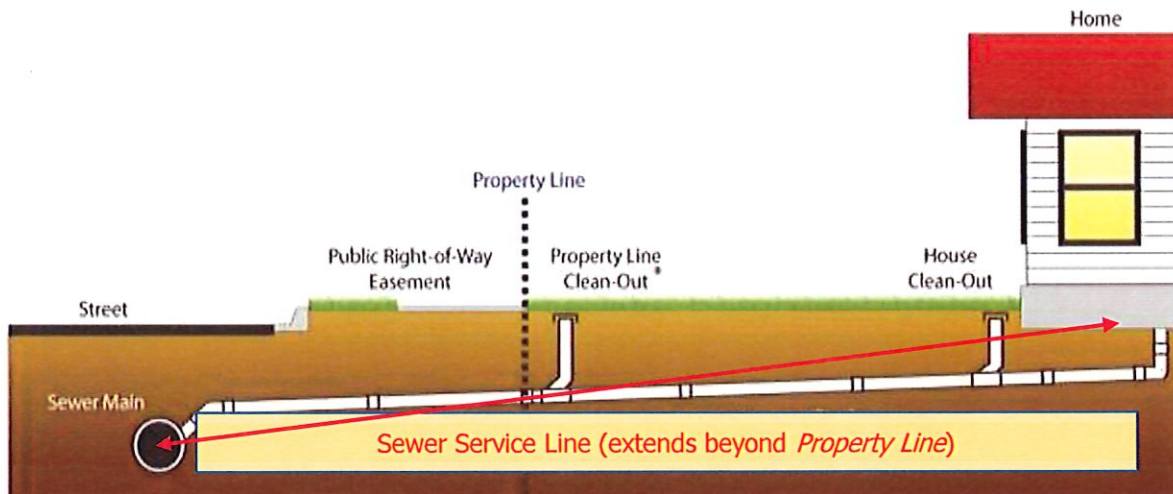 Home
Property Line
Public Right-of-Way
Easement
Property Line
Clean-Out*
House
Clean-Out
Street
Sewer Main
Sewer Service Line (extends beyond Property Line)